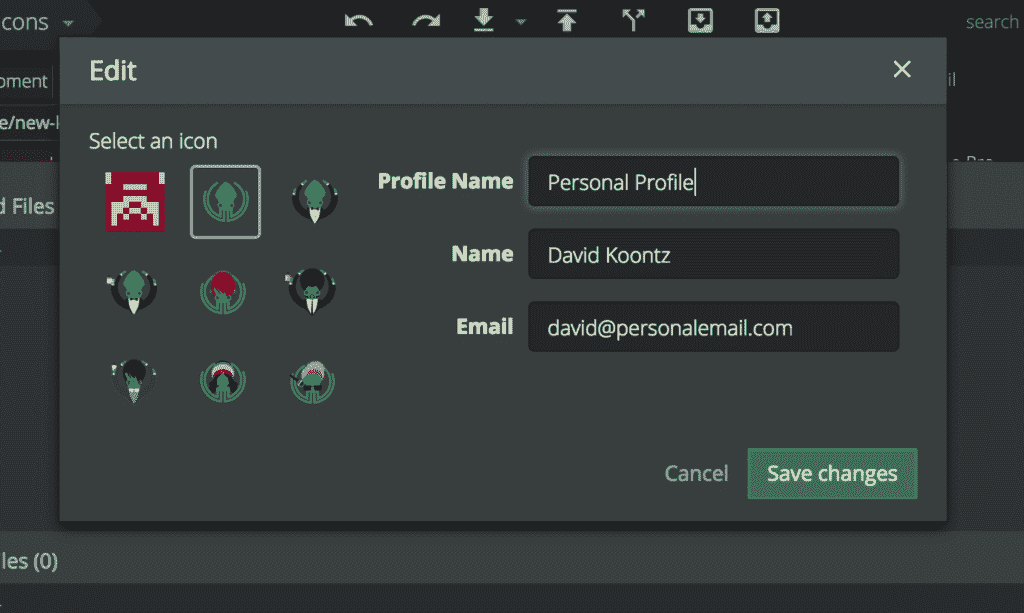 cons
search
Edit
oment
il
e/new-
Select an icon
Profile Name
Personal Profile
d Files
Name
David Koontz
Email
david@personalemail.com
Cancel
Save changes
les (0)